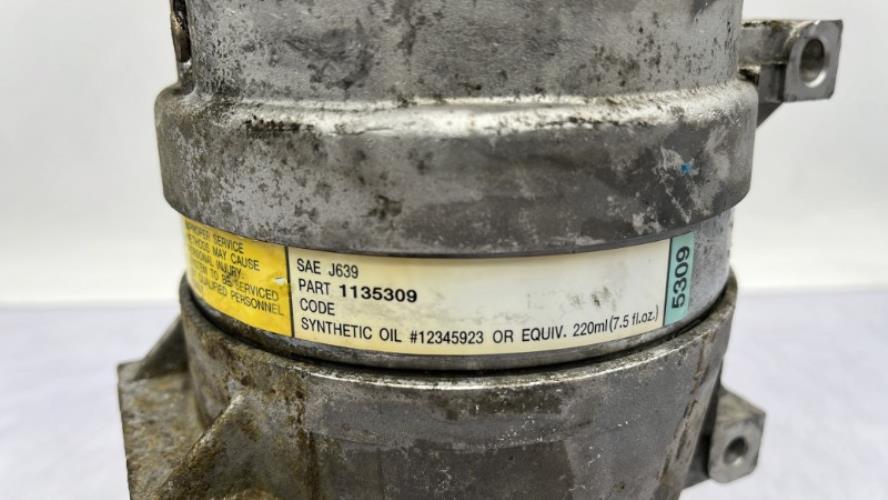 IMPROPER SERVICE
METHODS MAY CAUSE
PERSONAL INJURY.
SYSTEM TO BE SERVICED
QUALIFIED PERSONNEL
SAE J639
PART 1135309
CODE
SYNTHETIC OIL #12345923 OR EQUIV. 220ml (7.5 fl.oz.)
5309